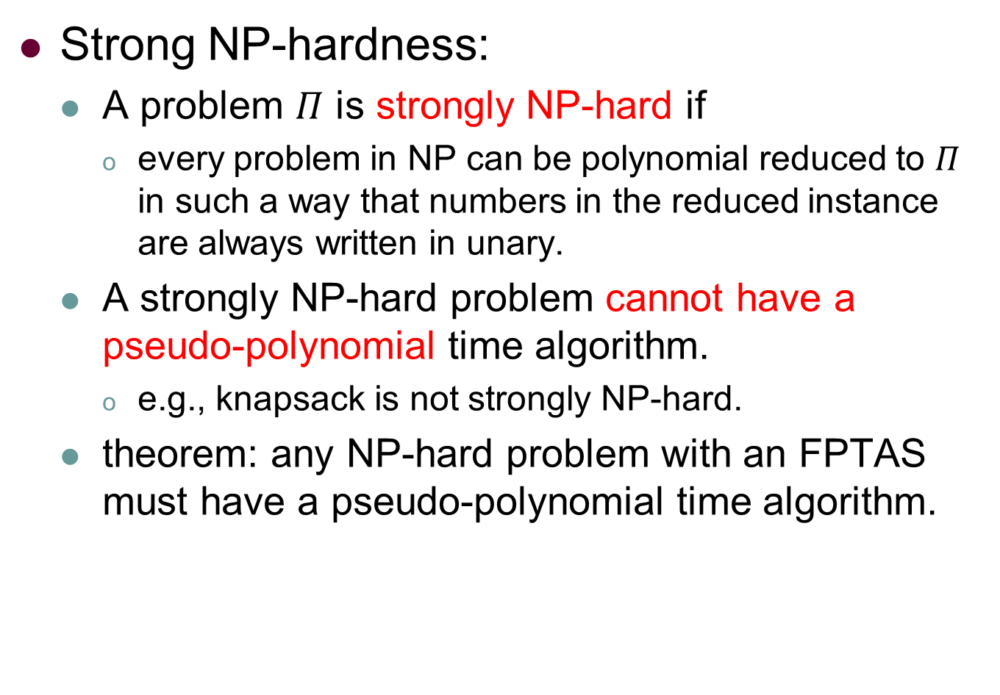 ● Strong NP-hardness:
● A problem 𝛱 is strongly NP-hard if
o every problem in NP can be polynomial reduced to 𝛱
in such a way that numbers in the reduced instance
are always written in unary.
● A strongly NP-hard problem cannot have a
pseudo-polynomial time algorithm.
o e.g., knapsack is not strongly NP-hard.
● theorem: any NP-hard problem with an FPTAS
must have a pseudo-polynomial time algorithm.